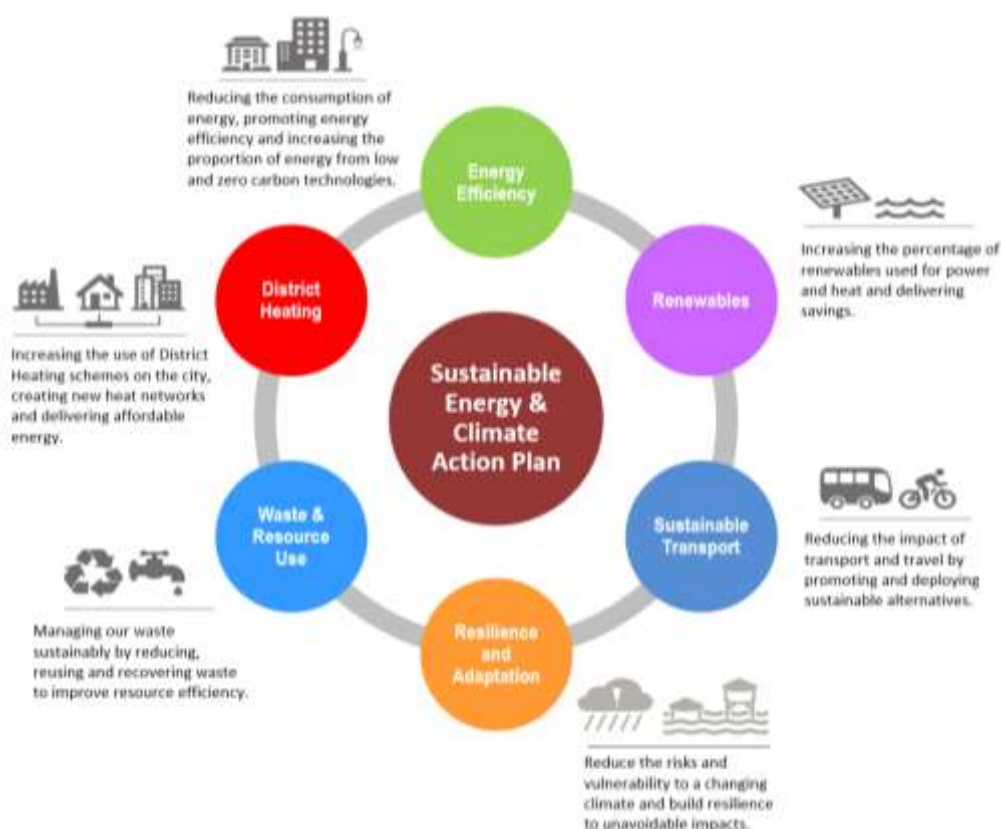 Reducing the consumption of
energy, promoting energy
efficiency and increasing the
proportion of energy from low
and zero carbon technologies.
Energy
Efficiency
Increasing the percentage of
renewables used for power
and heat and delivering
savings.
Renewables
District
Heating
Increasing the use of District
Heating schemes on the city,
creating new heat networks
and delivering affordable
energy.
Sustainable
Energy &
Climate
Action Plan
Waste &
Resource
Use
Sustainable
Transport
Reducing the impact of
transport and travel by
promoting and deploying
sustainable alternatives.
Managing our waste
sustainably by reducing,
reusing and recovering waste
to improve resource efficiency.
Resilience
and
Adaptation
Reduce the risks and
vulnerability to a changing
climate and build resilience
to unavoidable impacts.